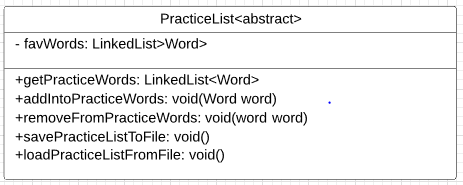 PracticeList<abstract>
- favWords: LinkedList>Word>
+getPracticeWords: LinkedList<Word>
+addIntoPracticeWords: void(Word word)
+removeFromPracticeWords: void(word word)
+savePracticeListToFile: void()
+loadPracticeListFromFile: void()